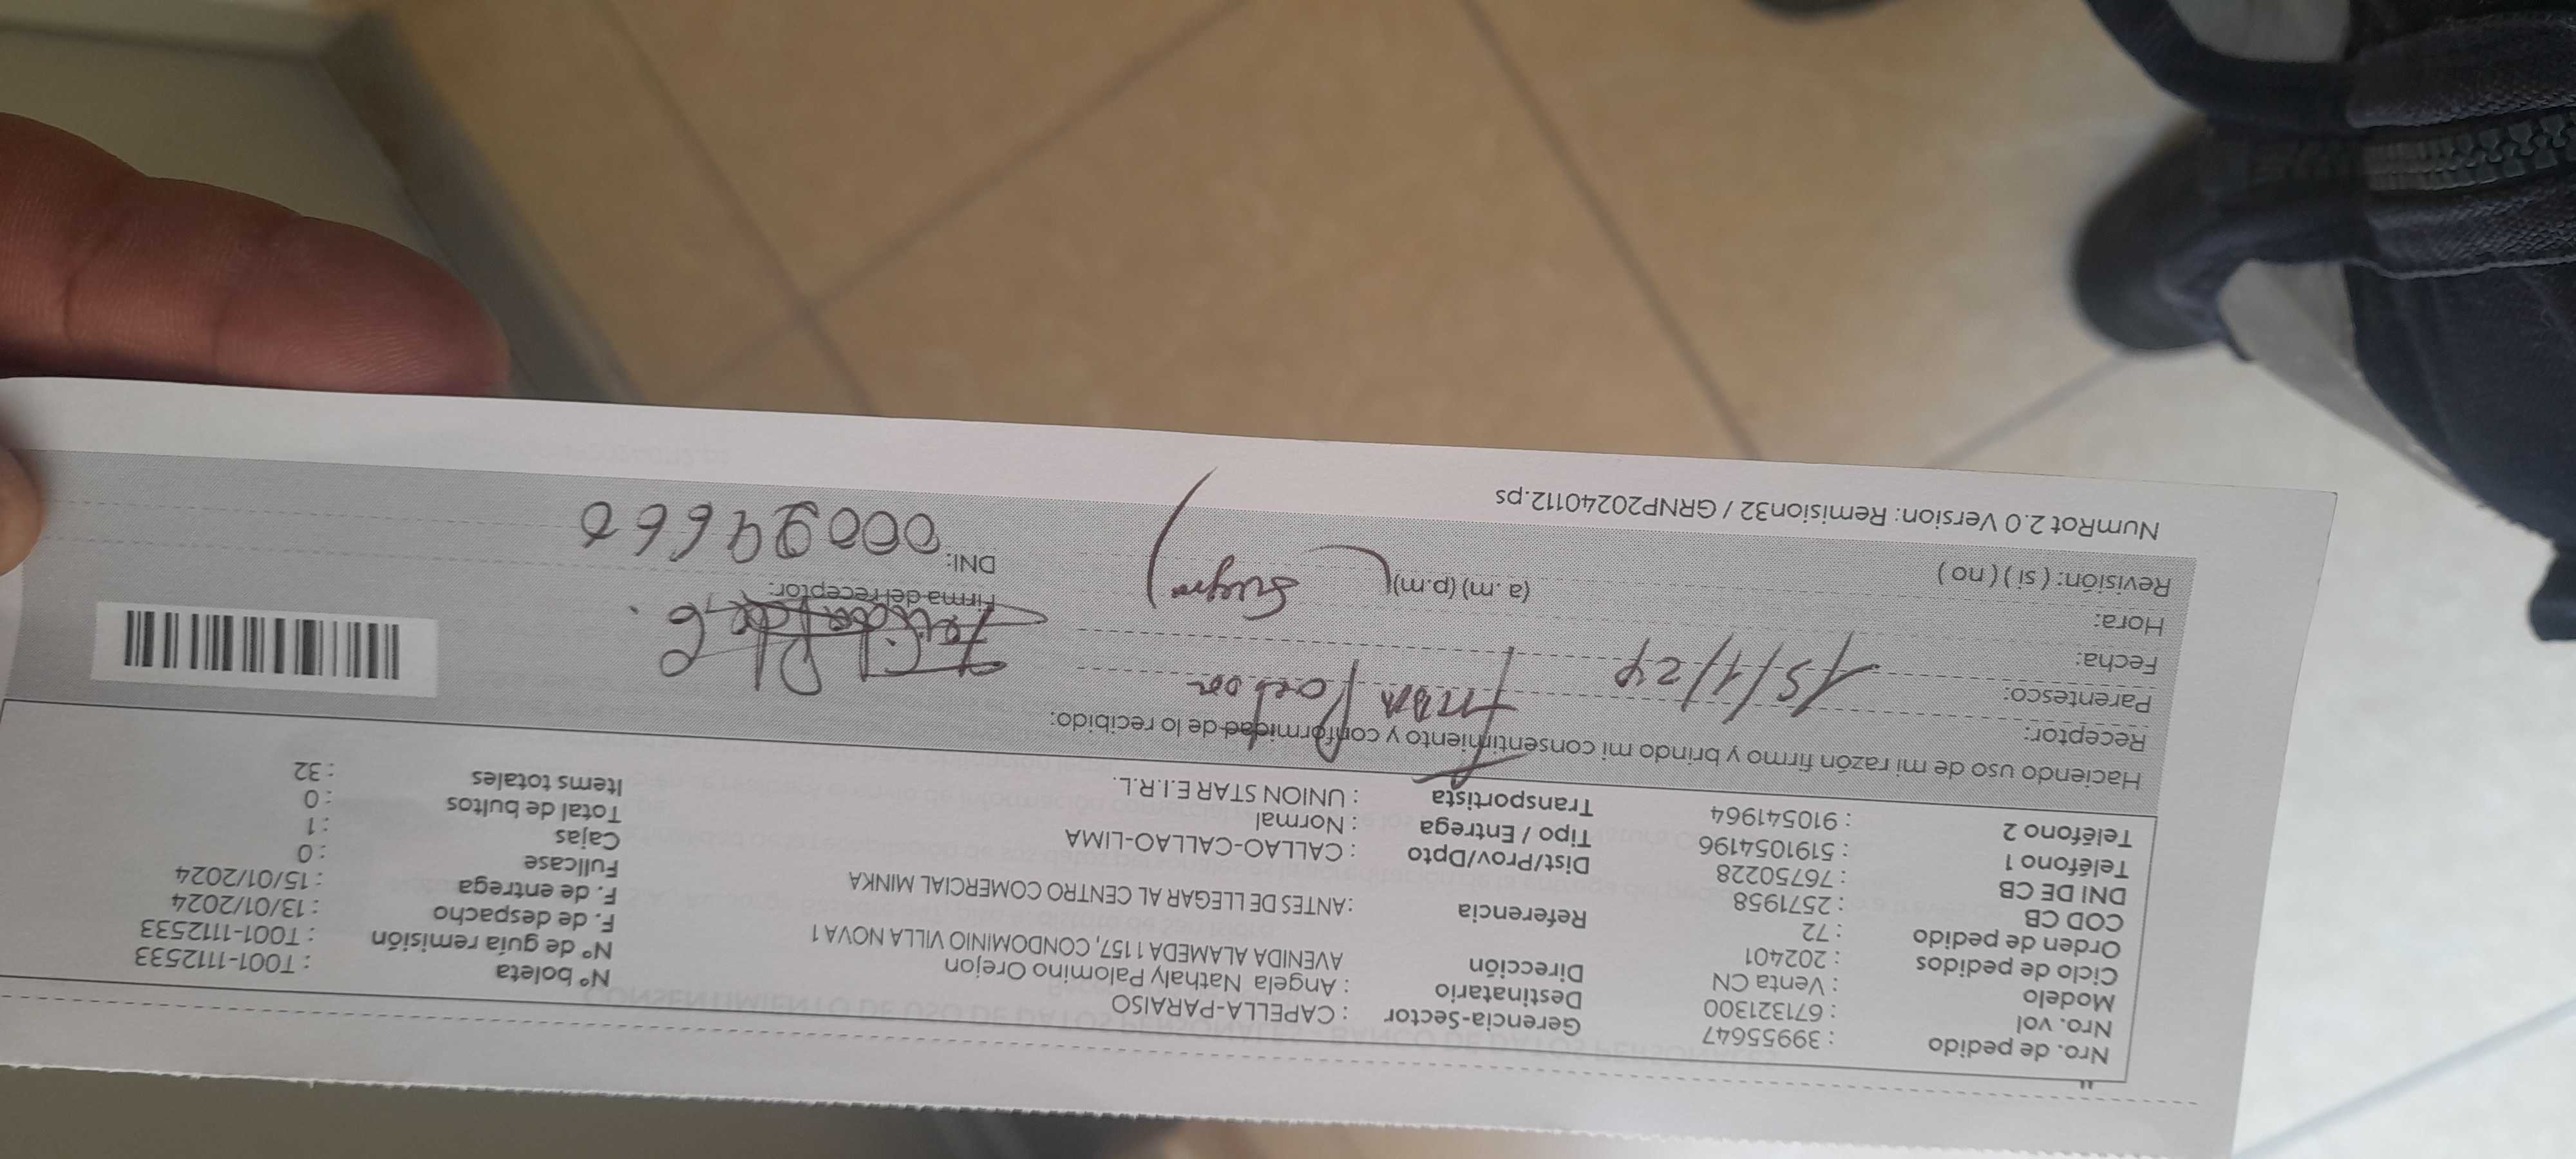 Nro. de pedido : 39955647 Gerencia-Sector : CAPELLA-PARAISO Nº boleta : T001-1112533
Nro. vol : 671321300 Destinatario : Angela Nathaly Palomino Orejon Nº de guía remisión : T001-1112533
Modelo : Venta CN Dirección AVENIDA ALAMEDA 1157, CONDOMINIO VILLA NOVA 1 F. de despacho : 13/01/2024
Ciclo de pedidos : 202401 F. de entrega : 15/01/2024
Orden de pedido : 72 Referencia : ANTES DE LLEGAR AL CENTRO COMERCIAL MINKA Fullcase : 0
COD CB : 2571958 Dist/Prov/Dpto : CALLAO-CALLAO-LIMA Cajas : 1
DNI DE CB : 76750228 Tipo / Entrega : Normal Total de bultos : 0
Teléfono 1 : 5191054196 Transportista : UNION STAR E.I.R.L. Items totales : 32
Teléfono 2 : 910541964
Haciendo uso de mi razón firmo y brindo mi consentimiento y conformidad de lo recibido:
Receptor:
Parentesco:
Fecha: 15/1/24
Hora: (a.m) (p.m) Firma del receptor:
Revisión: ( si ) ( no ) DNI: 00094660
NumRot 2.0 Version: Remision32 / GRNP20240112.ps